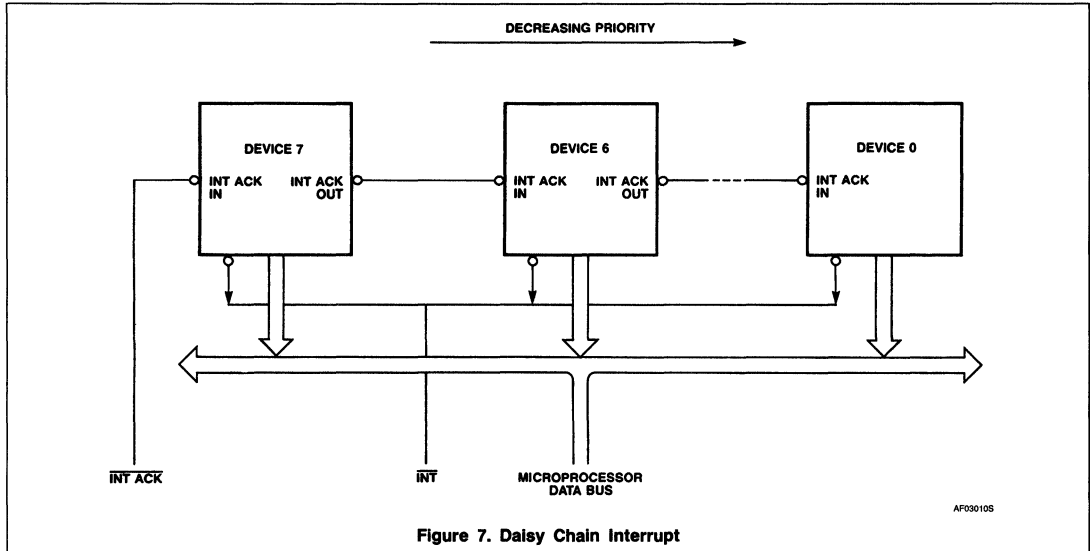 DECREASING PRIORITY
DEVICE 7
INT ACK IN
INT ACK OUT
DEVICE 6
INT ACK IN
INT ACK OUT
DEVICE 0
INT ACK IN
INT ACK
INT
MICROPROCESSOR
DATA BUS
AF03010S
Figure 7. Daisy Chain Interrupt